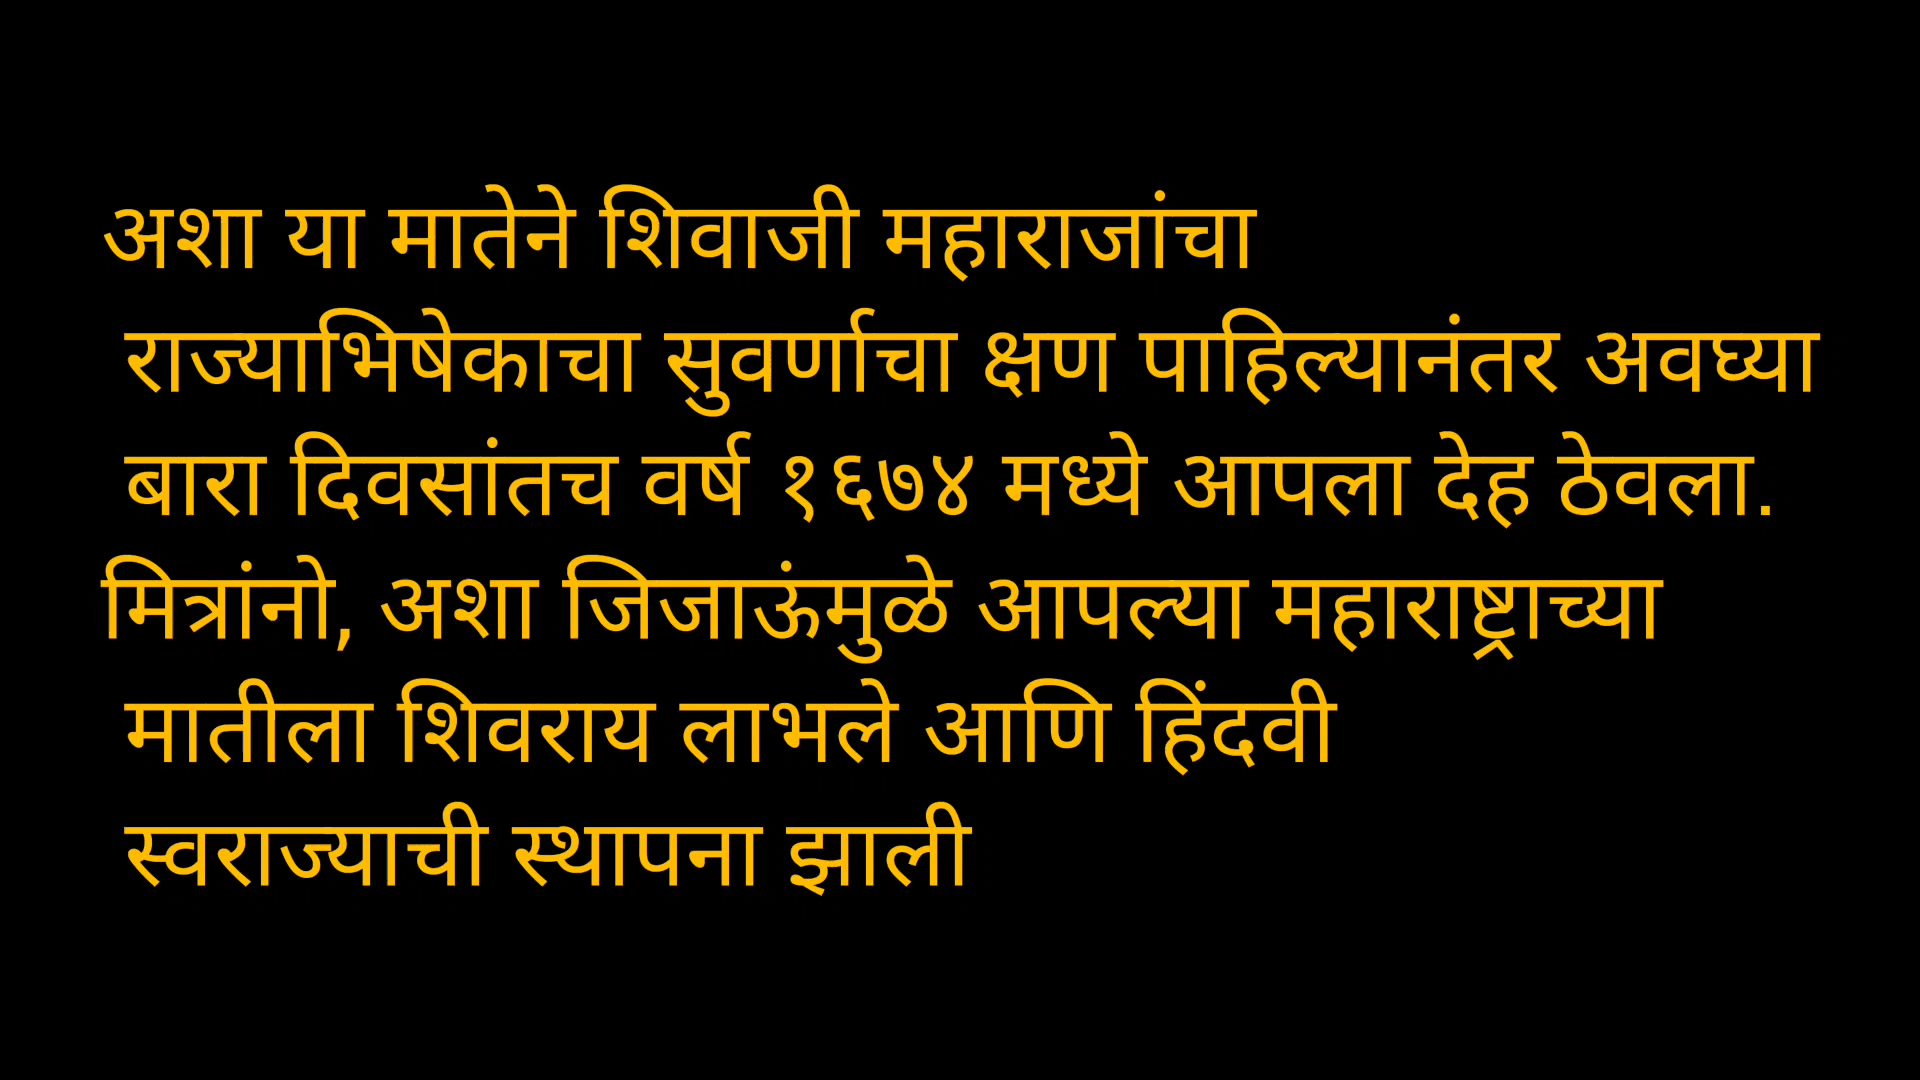 अशा या मातेने शिवाजी महाराजांचा
राज्याभिषेकाचा सुवर्णाचा क्षण पाहिल्यानंतर अवघ्या
बारा दिवसांतच वर्ष १६७४ मध्ये आपला देह ठेवला.
मित्रांनो, अशा जिजाऊंमुळे आपल्या महाराष्ट्राच्या
मातीला शिवराय लाभले आणि हिंदवी
स्वराज्याची स्थापना झाली